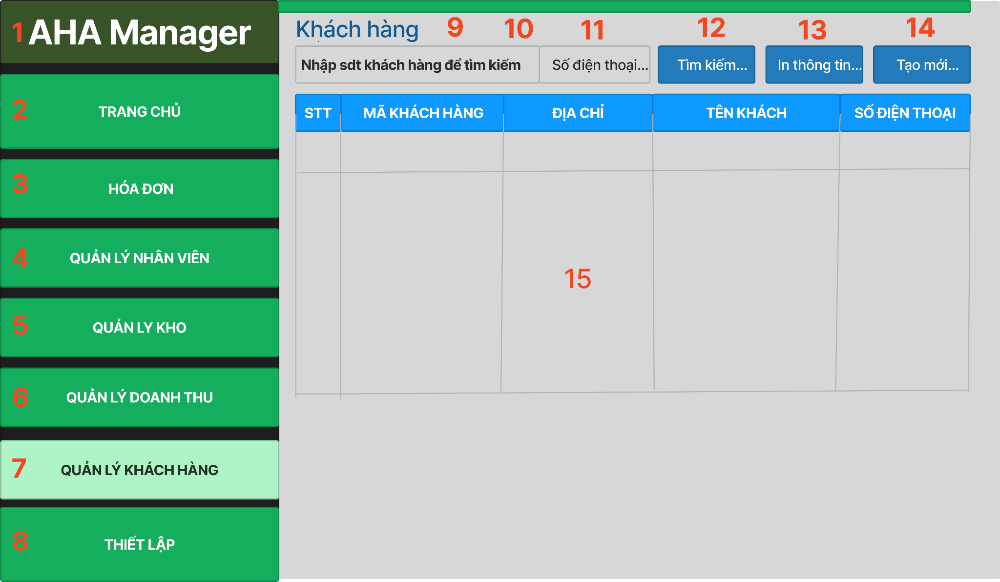 1 AHA Manager
2 TRANG CHỦ
3 HÓA ĐƠN
4 QUẢN LÝ NHÂN VIÊN
5 QUẢN LY KHO
6 QUẢN LÝ DOANH THU
7 QUẢN LÝ KHÁCH HÀNG
8 THIẾT LẬP
Khách hàng 9 10 11 12 13 14
Nhập sdt khách hàng để tìm kiếm Số điện thoại... Tìm kiếm... In thông tin... Tạo mới...
STT MÃ KHÁCH HÀNG ĐỊA CHỈ TÊN KHÁCH SỐ ĐIỆN THOẠI
15